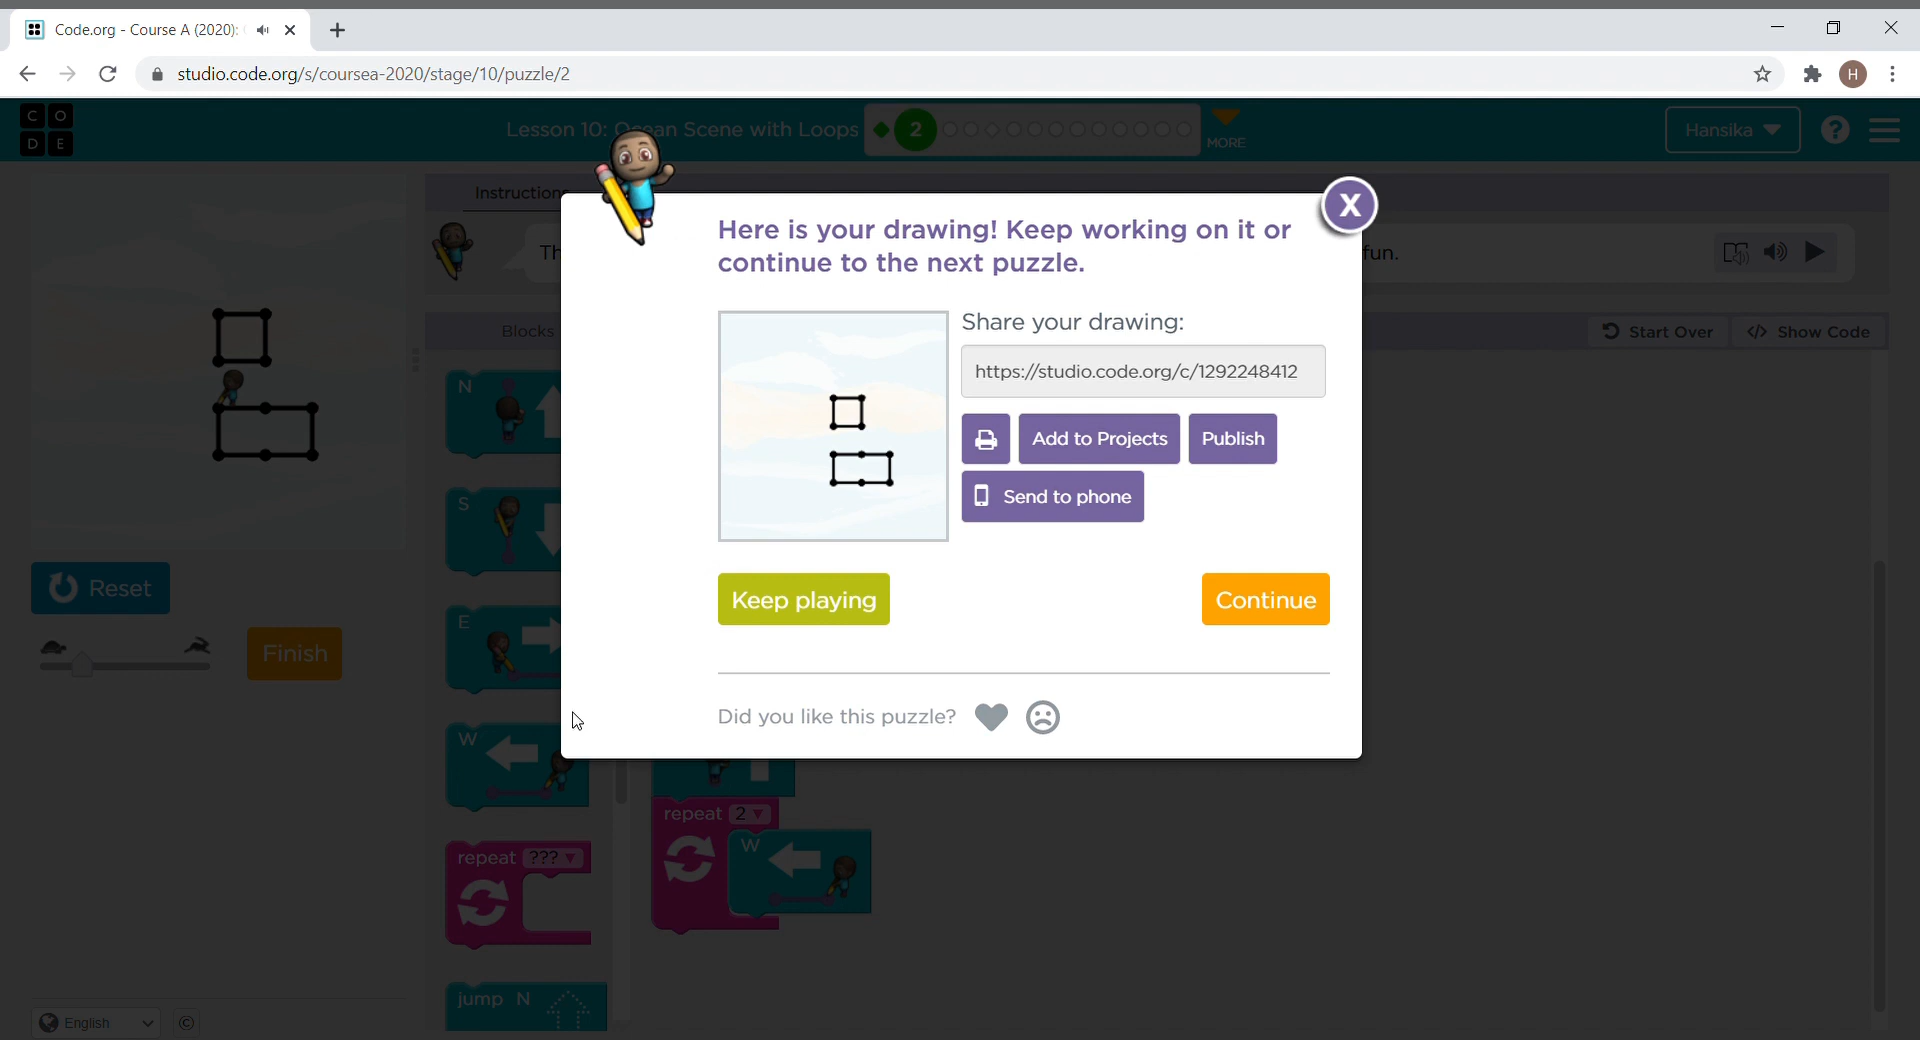 Code.org - Course A (2020):
studio.code.org/s/coursea-2020/stage/10/puzzle/2
H
C O
D E
Lesson 10: Ocean Scene with Loops
2
MORE
Hansika
?
Instructions
X
Here is your drawing! Keep working on it or
continue to the next puzzle.
Th
fun.
Share your drawing:
https://studio.code.org/c/1292248412
Blocks
Start Over
</> Show Code
N
Add to Projects
Publish
Send to phone
S
Reset
Keep playing
Continue
E
Finish
Did you like this puzzle?
W
repeat 2
W
repeat ???
jump N
English
©